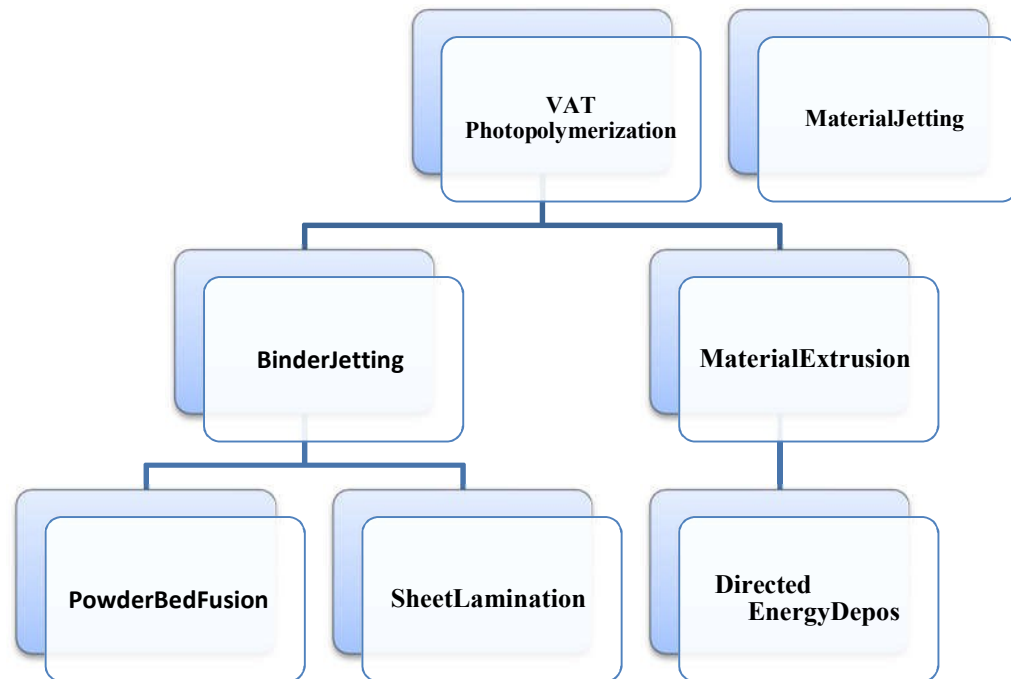 VAT
Photopolymerization
MaterialJetting
BinderJetting
MaterialExtrusion
PowderBedFusion
SheetLamination
Directed
EnergyDepos